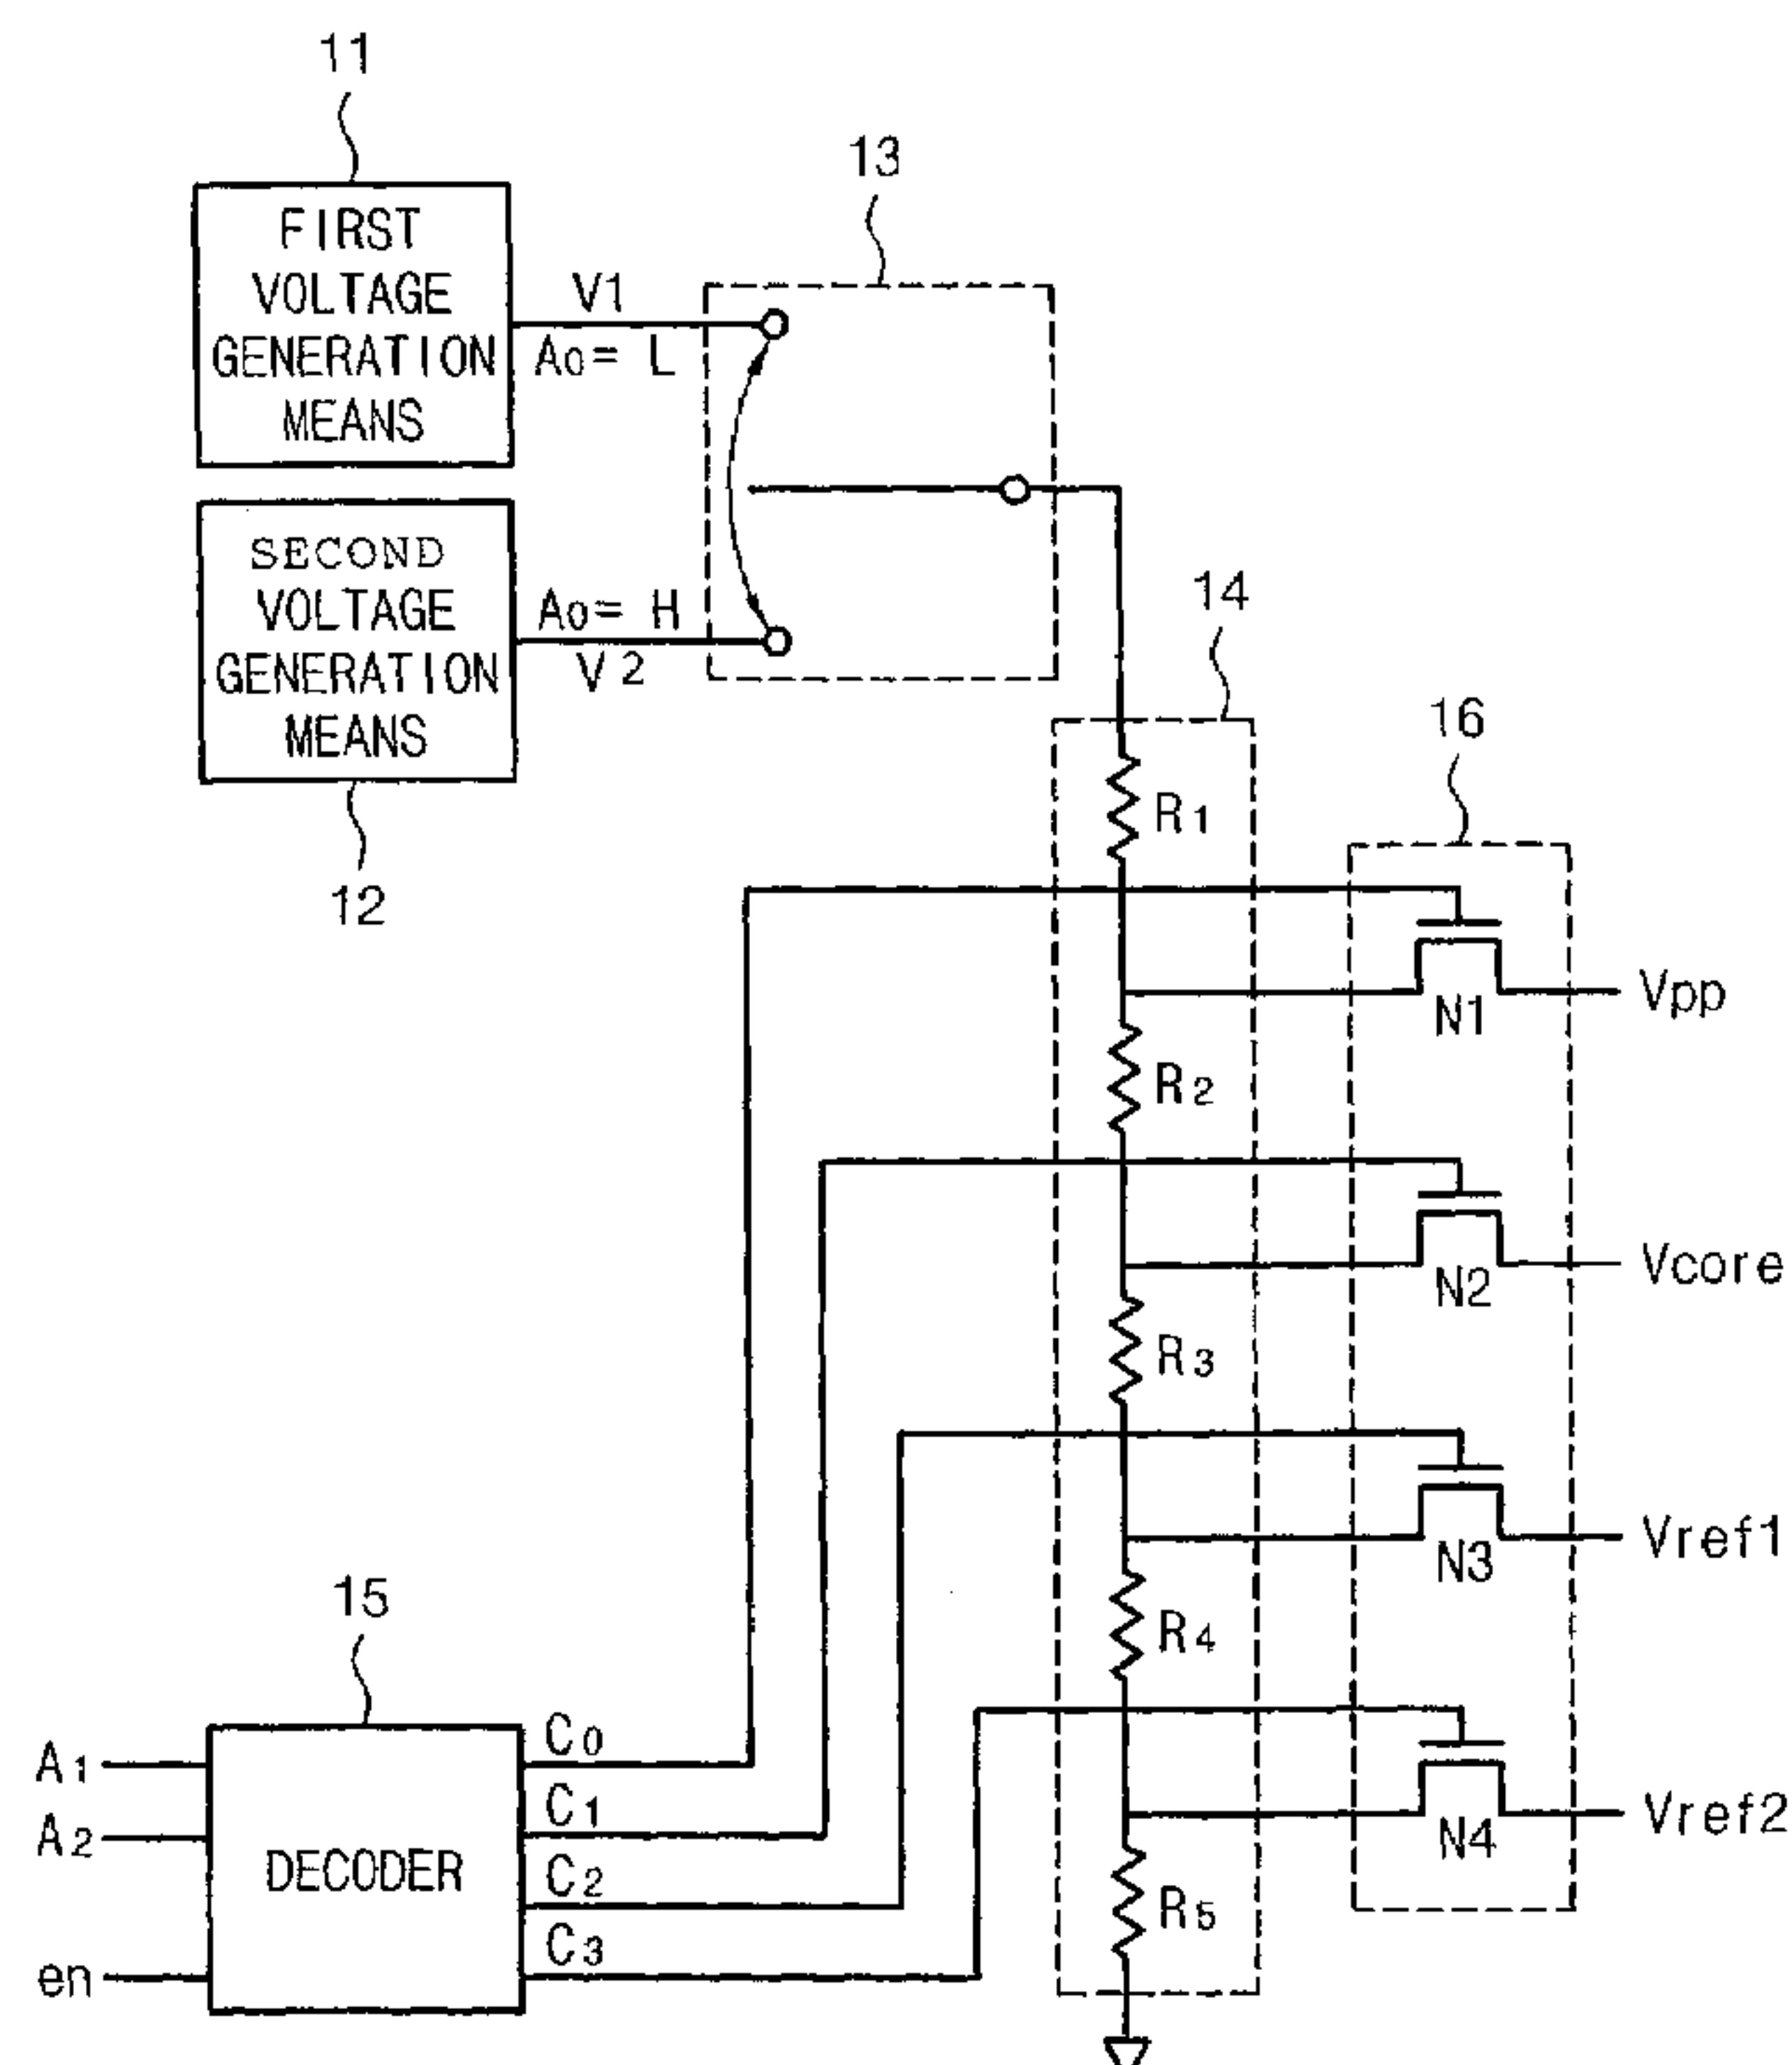 11
13
FIRST
VOLTAGE
GENERATION
MEANS
V1
A0= L
SECOND
VOLTAGE
GENERATION
MEANS
A0= H
V2
12
14
16
R1
N1
Vpp
R2
N2
Vcore
R3
N3
Vref1
R4
N4
Vref2
R5
15
A1
A2
en
DECODER
C0
C1
C2
C3